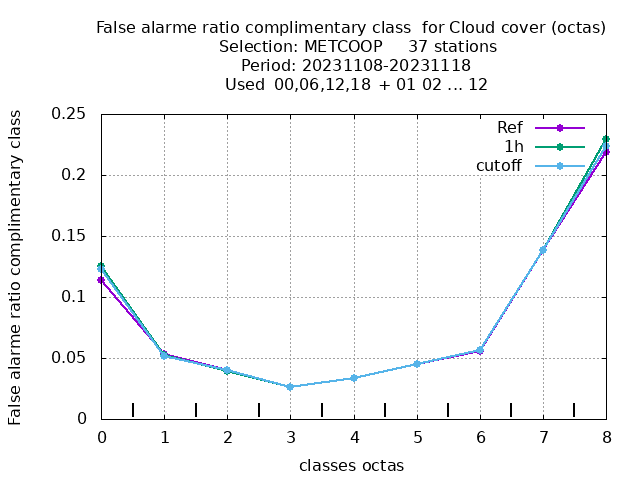 False alarme ratio complimentary class  for Cloud cover (octas)
Selection: METCOOP     37 stations
Period: 20231108-20231118
Used  00,06,12,18 + 01 02 ... 12
False alarme ratio complimentary class
0.25
0.2
0.15
0.1
0.05
0
Ref
1h
cutoff
0 1 2 3 4 5 6 7 8
classes octas